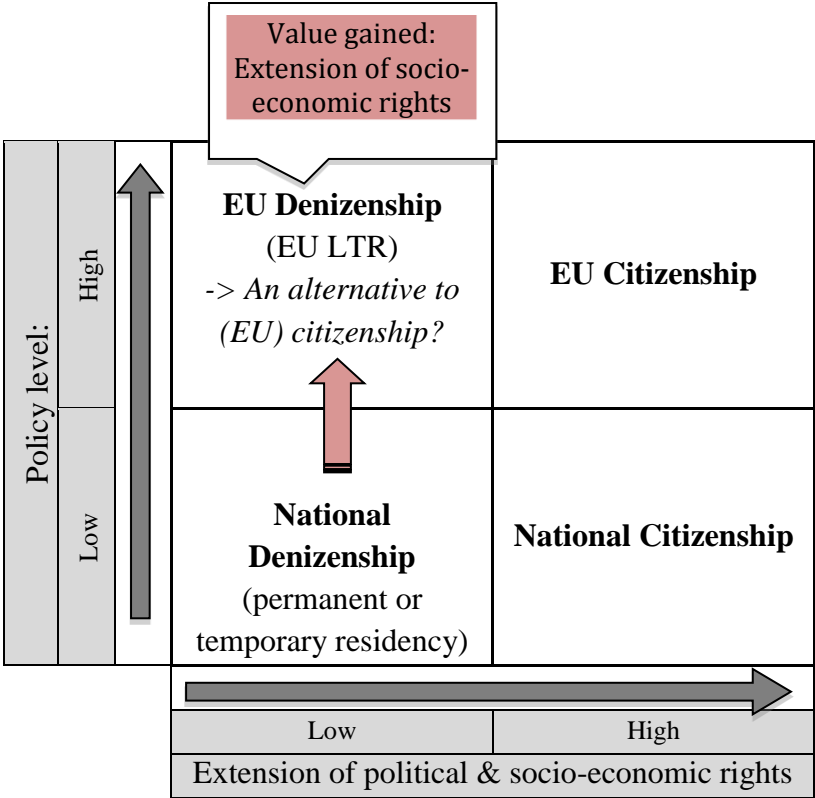 Value gained:
Extension of socio-
economic rights
Policy level:
High
EU Denizenship
(EU LTR)
-> An alternative to
(EU) citizenship?
EU Citizenship
Low
National
Denizenship
(permanent or
temporary residency)
National Citizenship
Low
High
Extension of political & socio-economic rights